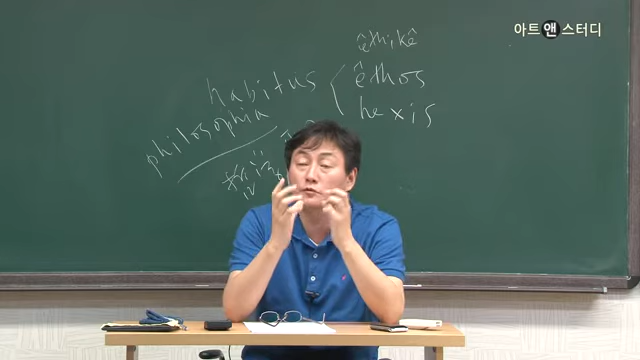 아트앤스터디
êthikê
êthos
habitus
hexis
philosophia